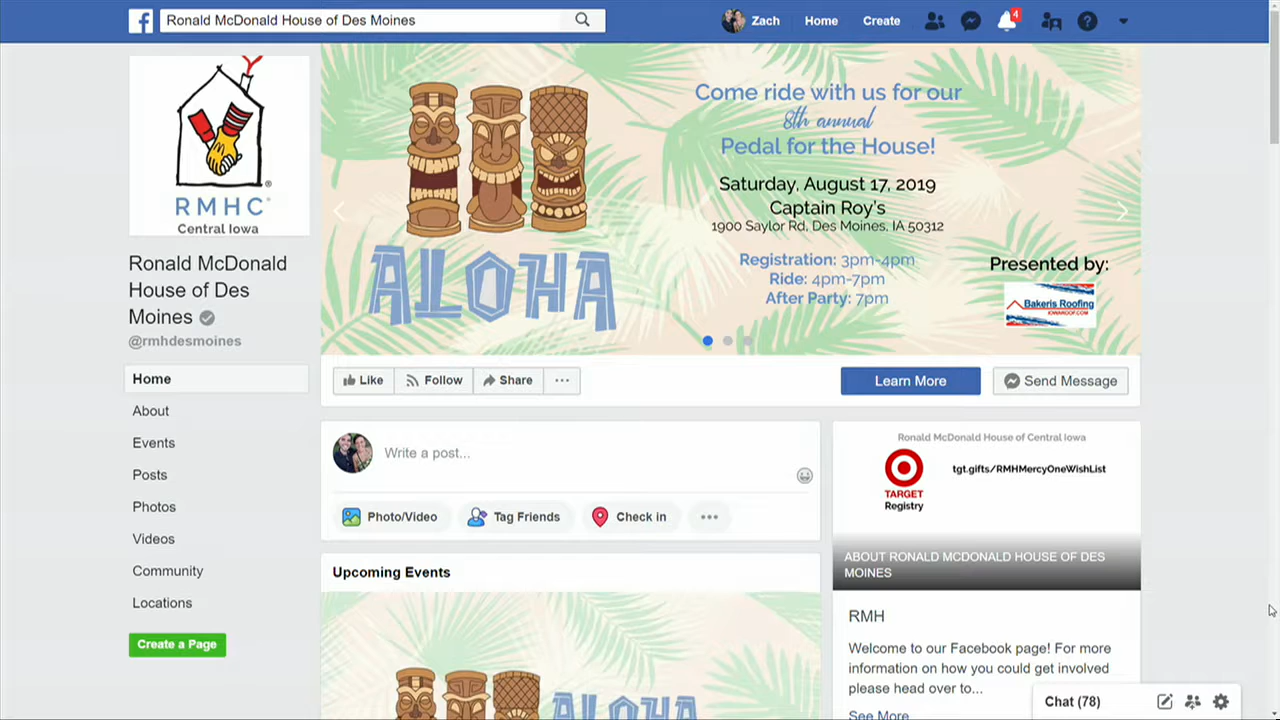 Ronald McDonald House of Des Moines
Zach
Home
Create
4
RMHC
Central Iowa
Ronald McDonald
House of Des
Moines
@rmhdesmoines
Home
About
Events
Posts
Photos
Videos
Community
Locations
Create a Page
ALOHA
Come ride with us for our
8th annual
Pedal for the House!
Saturday, August 17, 2019
Captain Roy's
1900 Saylor Rd, Des Moines, IA 50312
Registration: 3pm-4pm
Ride: 4pm-7pm
After Party: 7pm
Presented by:
Bakeris Roofing
IOWAROOF.COM
Like
Follow
Share
Learn More
Send Message
Write a post...
Photo/Video
Tag Friends
Check in
Upcoming Events
ALOHA
Ronald McDonald House of Central Iowa
TARGET
Registry
tgt.gifts/RMHMercyOneWishList
ABOUT RONALD MCDONALD HOUSE OF DES
MOINES
RMH
Welcome to our Facebook page! For more
information on how you could get involved
please head over to...
See More
Chat (78)